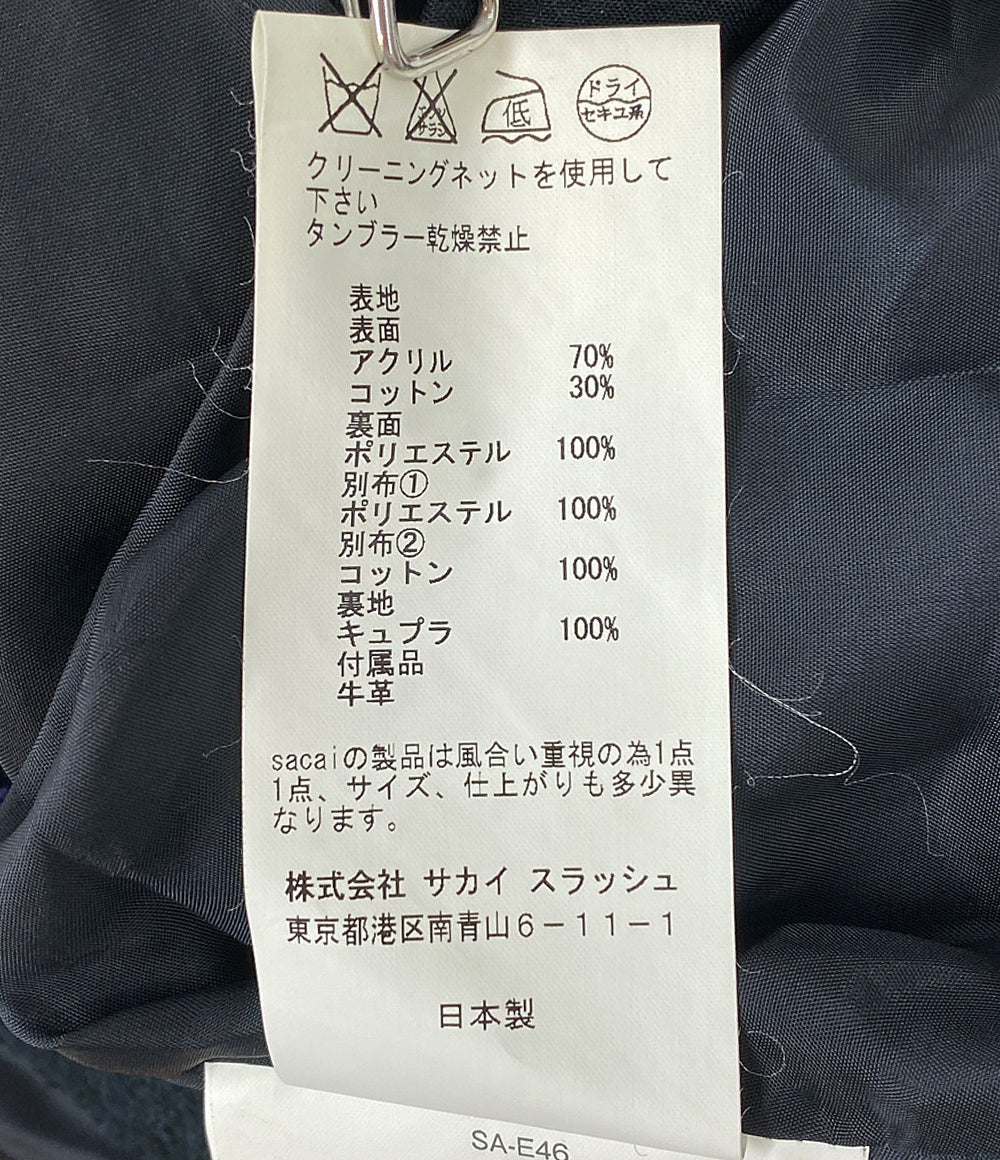 エンソ
サラシ
低
ドライ
セキユ系
クリーニングネットを使用して
下さい
タンブラー乾燥禁止
表地
表面
アクリル 70%
コットン 30%
裏面
ポリエステル 100%
別布①
ポリエステル 100%
別布②
コットン 100%
裏地
キュプラ 100%
付属品
牛革
sacaiの製品は風合い重視の為1点
1点、サイズ、仕上がりも多少異
なります。
株式会社 サカイ スラッシュ
東京都港区南青山6-11-1
日本製
SA-E46